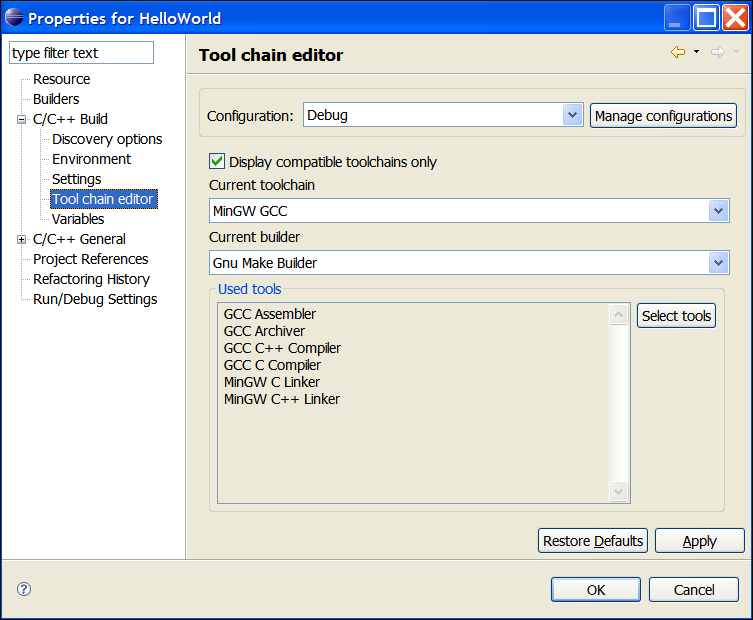 Properties for HelloWorld
type filter text
Resource
Builders
C/C++ Build
Discovery options
Environment
Settings
Tool chain editor
Variables
C/C++ General
Project References
Refactoring History
Run/Debug Settings
Tool chain editor
Configuration: Debug Manage configurations
Display compatible toolchains only
Current toolchain
MinGW GCC
Current builder
Gnu Make Builder
Used tools
GCC Assembler
GCC Archiver
GCC C++ Compiler
GCC C Compiler
MinGW C Linker
MinGW C++ Linker
Select tools
Restore Defaults Apply
? OK Cancel